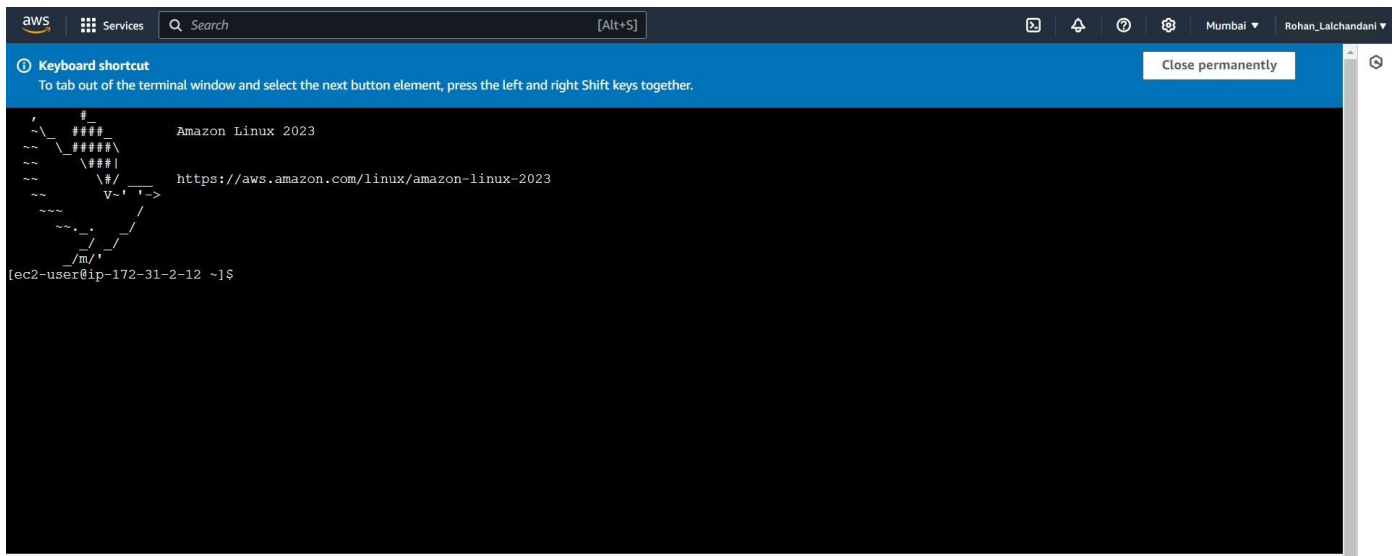 aws Services Search [Alt+S] Mumbai ▼ Rohan_Lalchandani ▼
Keyboard shortcut Close permanently
To tab out of the terminal window and select the next button element, press the left and right Shift keys together.
   ,     #_
   ~\_  ####_        Amazon Linux 2023
  ~~  \_#####\
  ~~     \###|
  ~~       \#/ ___   https://aws.amazon.com/linux/amazon-linux-2023
   ~~       V~' '->
    ~~~         /
      ~~._.   _/
         _/ _/
       _/m/'
[ec2-user@ip-172-31-2-12 ~]$